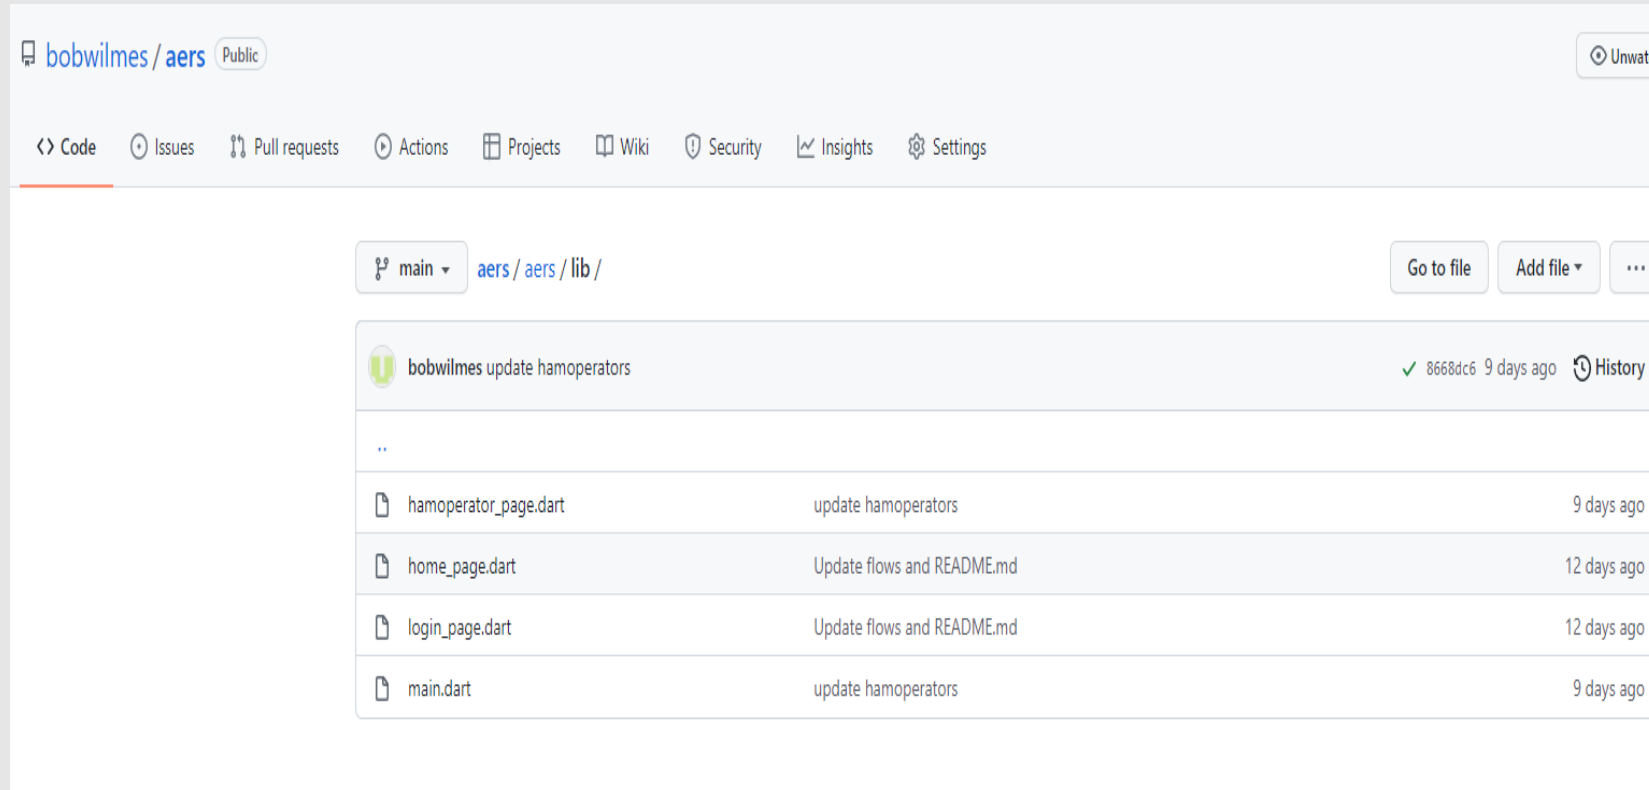 bobwilmes / aers Public
Unwat
Code Issues Pull requests Actions Projects Wiki Security Insights Settings
main aers / aers / lib / Go to file Add file ...
bobwilmes update hamoperators 8668dc6 9 days ago History
..
hamoperator_page.dart update hamoperators 9 days ago
home_page.dart Update flows and README.md 12 days ago
login_page.dart Update flows and README.md 12 days ago
main.dart update hamoperators 9 days ago